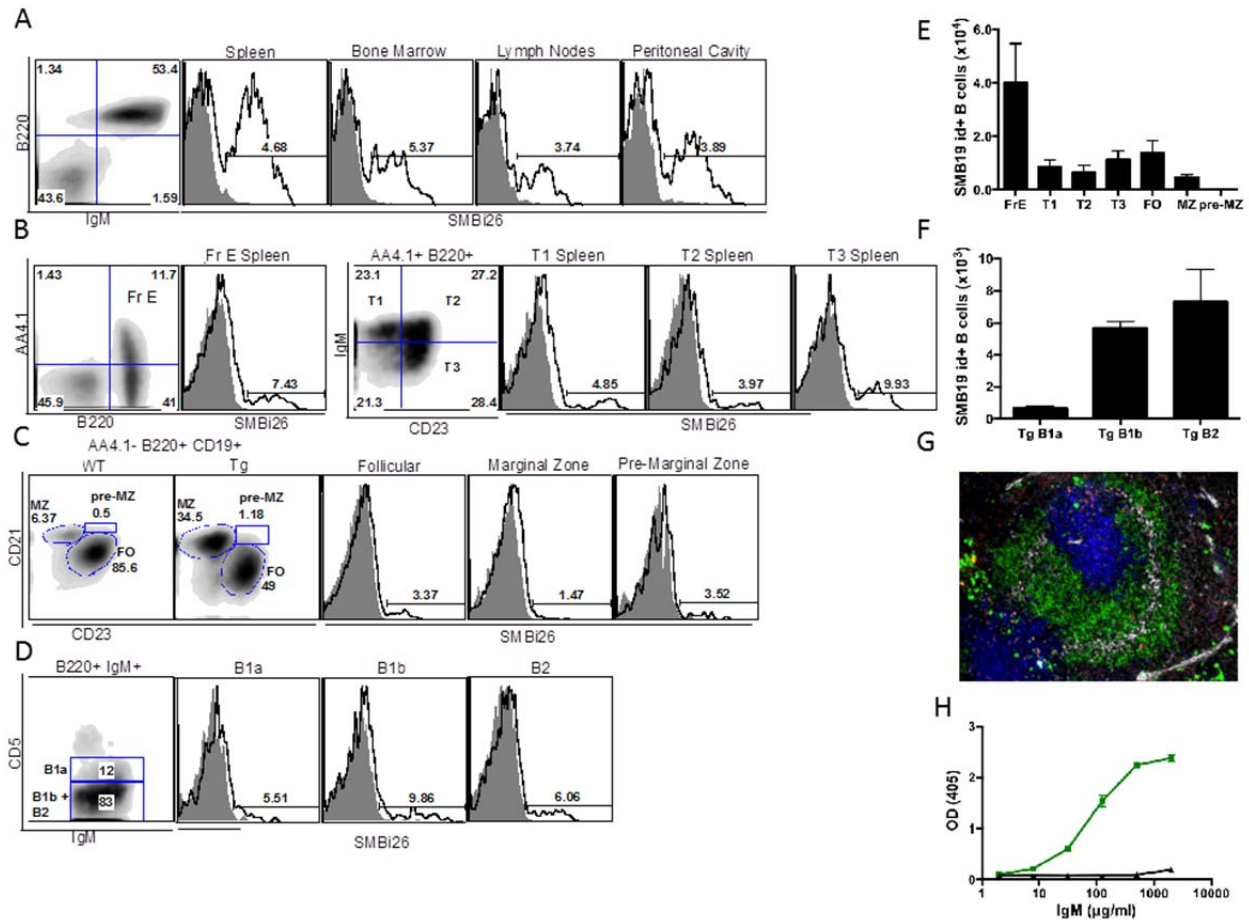 A
Spleen
Bone Marrow
Lymph Nodes
Peritoneal Cavity
1.34
53.4
43.6
1.59
B220
IgM
4.68
5.37
3.74
3.89
SMBi26
B
1.43
11.7
Fr E
45.9
41
AA4.1
B220
Fr E Spleen
7.43
SMBi26
AA4.1+ B220+
23.1
27.2
T1
T2
T3
21.3
28.4
IgM
CD23
T1 Spleen
T2 Spleen
T3 Spleen
4.85
3.97
9.93
SMBi26
C
AA4.1- B220+ CD19+
WT
Tg
Follicular
Marginal Zone
Pre-Marginal Zone
MZ
6.37
pre-MZ
0.5
FO
85.6
MZ
34.5
pre-MZ
1.18
FO
49
CD21
CD23
3.37
1.47
3.52
SMBi26
D
B220+ IgM+
B1a
B1b
B2
B1a
12
B1b +
B2
83
CD5
IgM
5.51
9.86
6.06
SMBi26
E
SMB19 id+ B cells (x10⁴)
6.0
4.0
2.0
0.0
FrE
T1
T2
T3
FO
MZ
pre-MZ
F
SMB19 id+ B cells (x10³)
10
8
6
4
2
0
Tg B1a
Tg B1b
Tg B2
G
H
OD (405)
3
2
1
0
1
10
100
1000
10000
IgM (µg/ml)